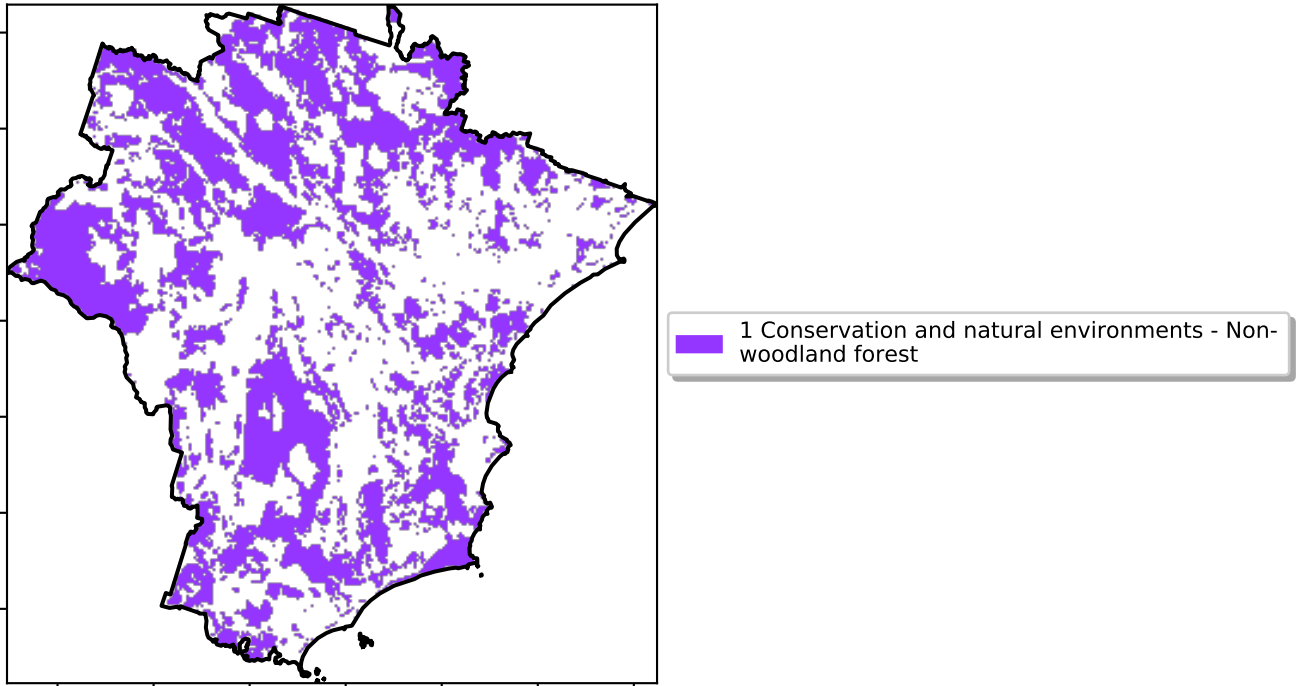 1 Conservation and natural environments - Non-
woodland forest